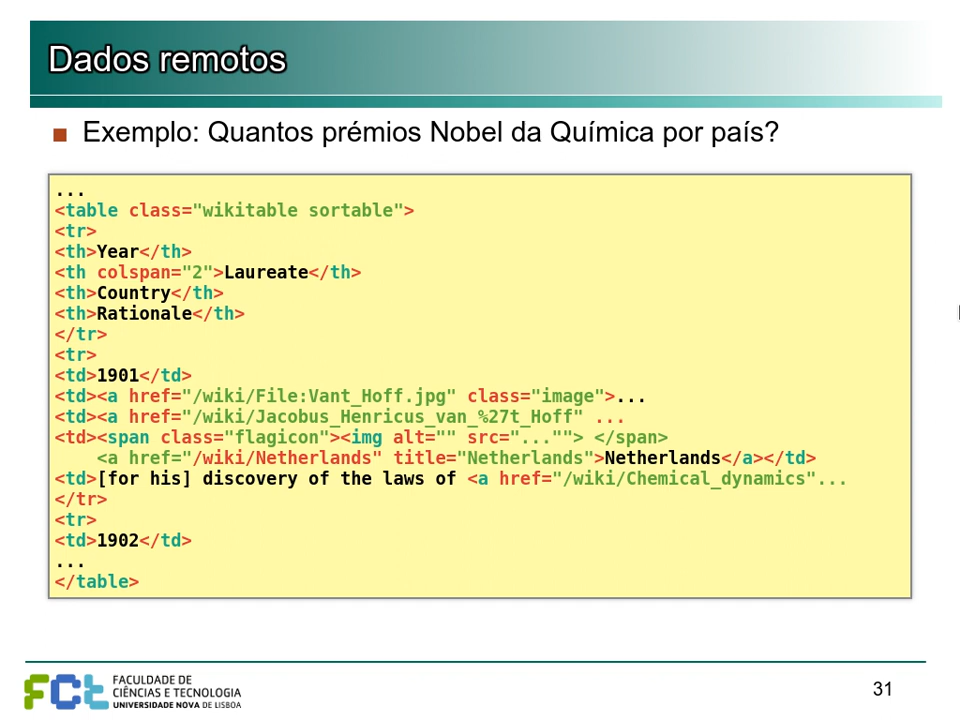 Dados remotos
Exemplo: Quantos prémios Nobel da Química por país?
...
<table class="wikitable sortable">
<tr>
<th>Year</th>
<th colspan="2">Laureate</th>
<th>Country</th>
<th>Rationale</th>
</tr>
<tr>
<td>1901</td>
<td><a href="/wiki/File:Vant_Hoff.jpg" class="image">...
<td><a href="/wiki/Jacobus_Henricus_van_%27t_Hoff" ...
<td><span class="flagicon"><img alt="" src="...""> </span>
    <a href="/wiki/Netherlands" title="Netherlands">Netherlands</a></td>
<td>[for his] discovery of the laws of <a href="/wiki/Chemical_dynamics"...
</tr>
<tr>
<td>1902</td>
...
</table>
FCt
FACULDADE DE
CIÊNCIAS E TECNOLOGIA
UNIVERSIDADE NOVA DE LISBOA
31